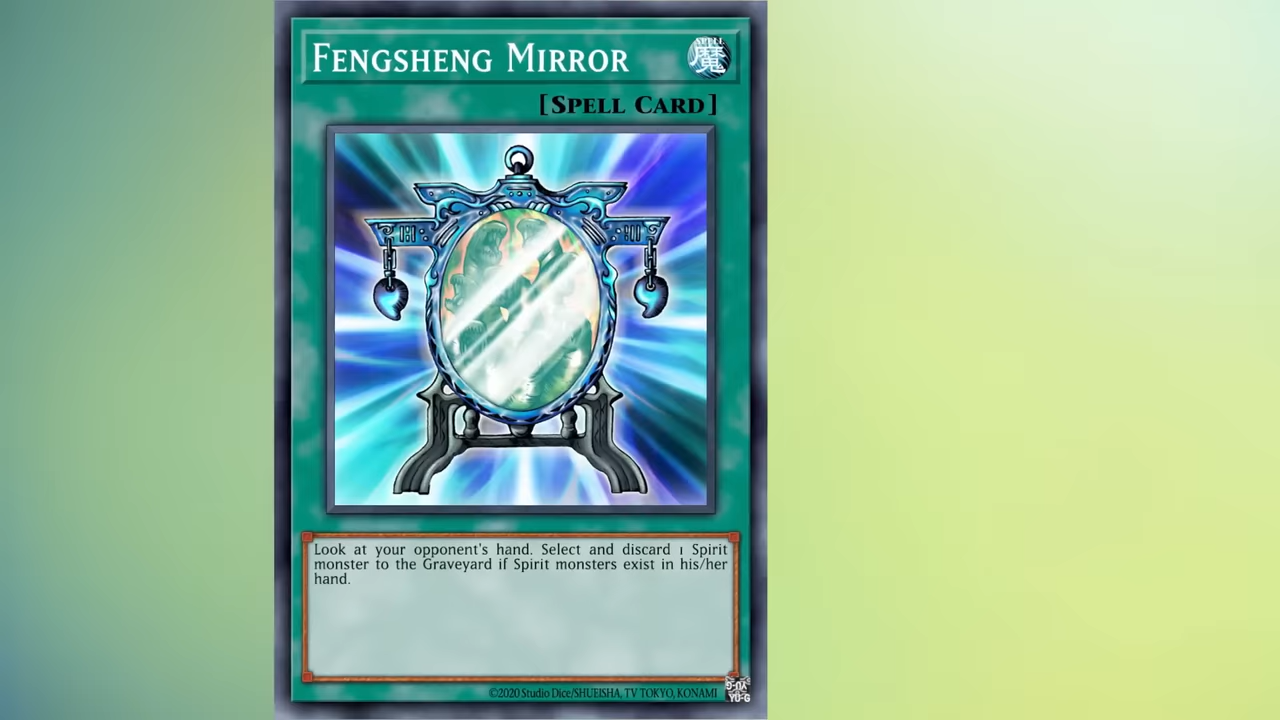 Fengsheng Mirror
SPELL
魔
[Spell Card]
Look at your opponent's hand. Select and discard 1 Spirit
monster to the Graveyard if Spirit monsters exist in his/her
hand.
©2020 Studio Dice/SHUEISHA, TV TOKYO, KONAMI